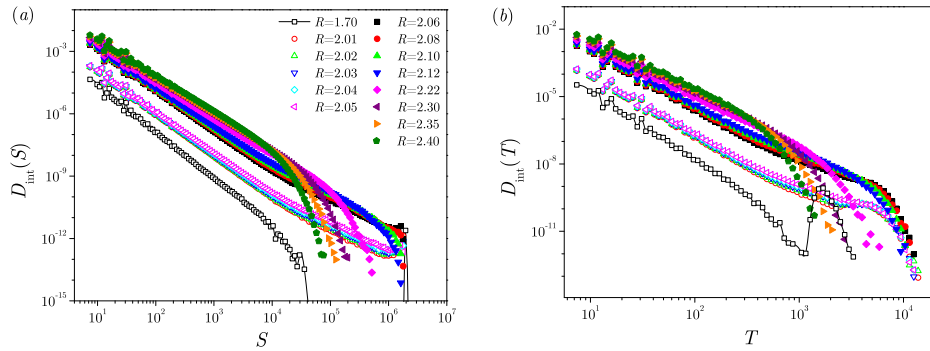 (a)
R=1.70 R=2.06
R=2.01 R=2.08
R=2.02 R=2.10
R=2.03 R=2.12
R=2.04 R=2.22
R=2.05 R=2.30
R=2.35
R=2.40
10^-3
10^-6
10^-9
10^-12
10^-15
D_int(S)
10^1 10^2 10^3 10^4 10^5 10^6 10^7
S
(b)
10^-2
10^-5
10^-8
10^-11
D_int(T)
10^1 10^2 10^3 10^4
T